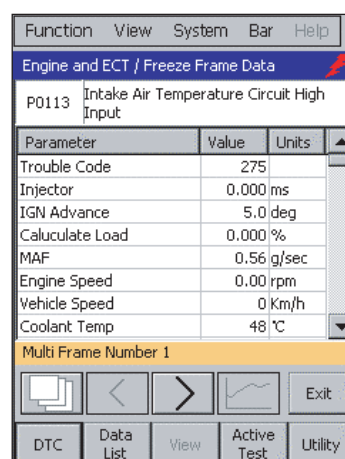 Function View System Bar Help
Engine and ECT / Freeze Frame Data
P0113 Intake Air Temperature Circuit High
Input
Parameter Value Units
Trouble Code 275
Injector 0.000 ms
IGN Advance 5.0 deg
Caluculate Load 0.000 %
MAF 0.56 g/sec
Engine Speed 0.00 rpm
Vehicle Speed 0 Km/h
Coolant Temp 48 ℃
Multi Frame Number 1
Exit
DTC Data List View Active Test Utility